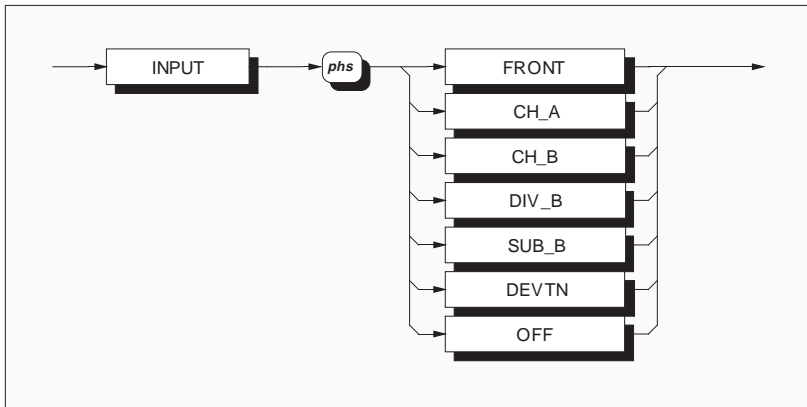 INPUT phs FRONT
CH_A
CH_B
DIV_B
SUB_B
DEVTN
OFF